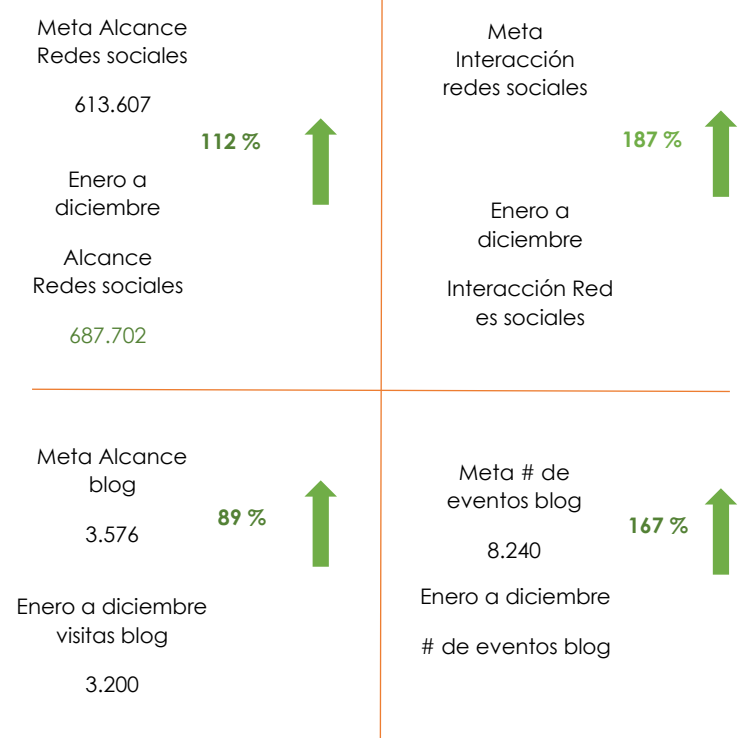 Meta Alcance
Redes sociales
613.607
112 %
Enero a
diciembre
Alcance
Redes sociales
687.702
Meta
Interacción
redes sociales
187 %
Enero a
diciembre
Interacción Red
es sociales
Meta Alcance
blog
3.576
89 %
Enero a diciembre
visitas blog
3.200
Meta # de
eventos blog
8.240
167 %
Enero a diciembre
# de eventos blog